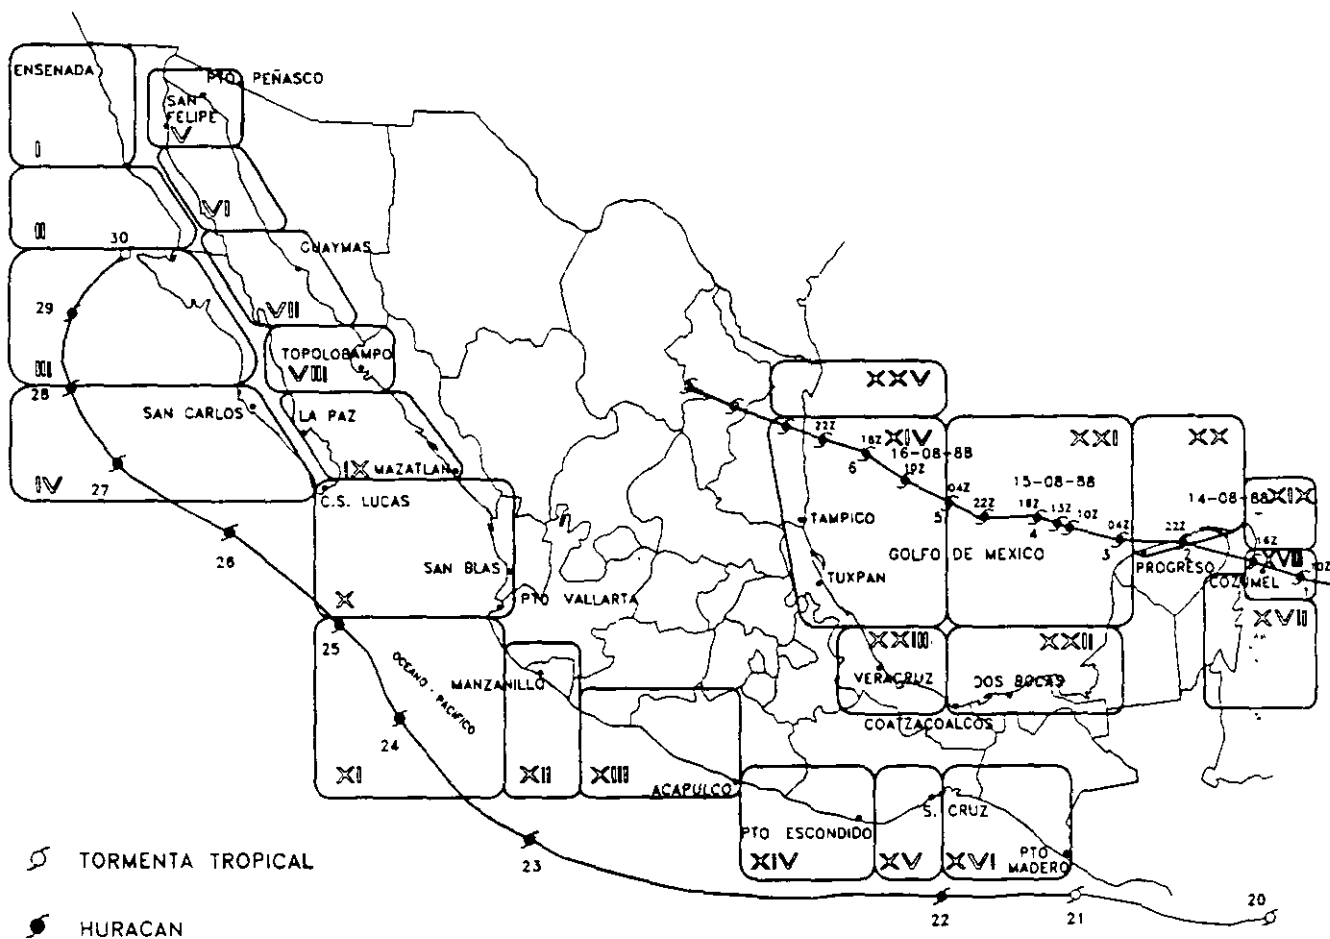 ENSENADA
I
PTO PEÑASCO
SAN
FELIPE
V
VI
II
30
GUAYMAS
VII
29
III
28
TOPOLOBAMPO
VIII
SAN CARLOS
LA PAZ
IX MAZATLAN
IV
27
C.S. LUCAS
26
SAN BLAS
X
PTO VALLARTA
25
OCEANO - PACIFICO
24
XI
MANZANILLO
XII
XIII
ACAPULCO
23
XXV
22Z
18Z
XIV
16-08-88
6
19Z
04Z
5
22Z
XXI
15-08-88
18Z
13Z
10Z
4
04Z
3
XX
14-08-88
XIX
22Z
2
16Z
10Z
1
TAMPICO
GOLFO DE MEXICO
PROGRESO
COZUMEL
TUXPAN
XVII
XXIII
XXII
VERACRUZ
DOS BOCAS
COATZACOALCOS
S. CRUZ
PTO ESCONDIDO
XIV
XV
XVI
PTO
MADERO
22
21
20
TORMENTA TROPICAL
HURACAN